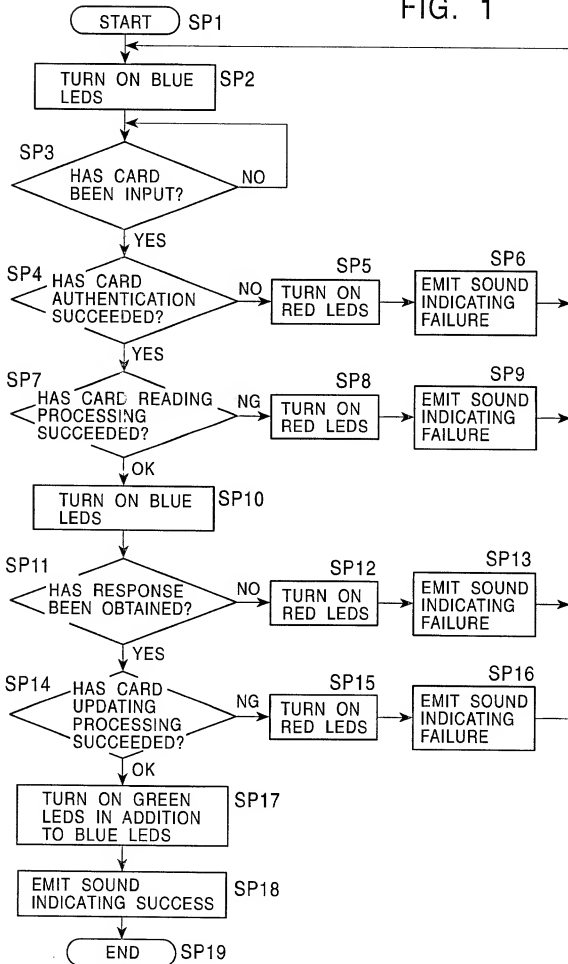 FIG. 1
START SP1
TURN ON BLUE
LEDS
SP2
SP3
HAS CARD
BEEN INPUT?
NO
YES
SP4
HAS CARD
AUTHENTICATION
SUCCEEDED?
NO
SP5
TURN ON
RED LEDS
SP6
EMIT SOUND
INDICATING
FAILURE
YES
SP7
HAS CARD READING
PROCESSING
SUCCEEDED?
NG
SP8
TURN ON
RED LEDS
SP9
EMIT SOUND
INDICATING
FAILURE
OK
TURN ON BLUE
LEDS
SP10
SP11
HAS RESPONSE
BEEN OBTAINED?
NO
SP12
TURN ON
RED LEDS
SP13
EMIT SOUND
INDICATING
FAILURE
YES
SP14
HAS CARD
UPDATING
PROCESSING
SUCCEEDED?
NG
SP15
TURN ON
RED LEDS
SP16
EMIT SOUND
INDICATING
FAILURE
OK
TURN ON GREEN
LEDS IN ADDITION
TO BLUE LEDS
SP17
EMIT SOUND
INDICATING SUCCESS
SP18
END SP19